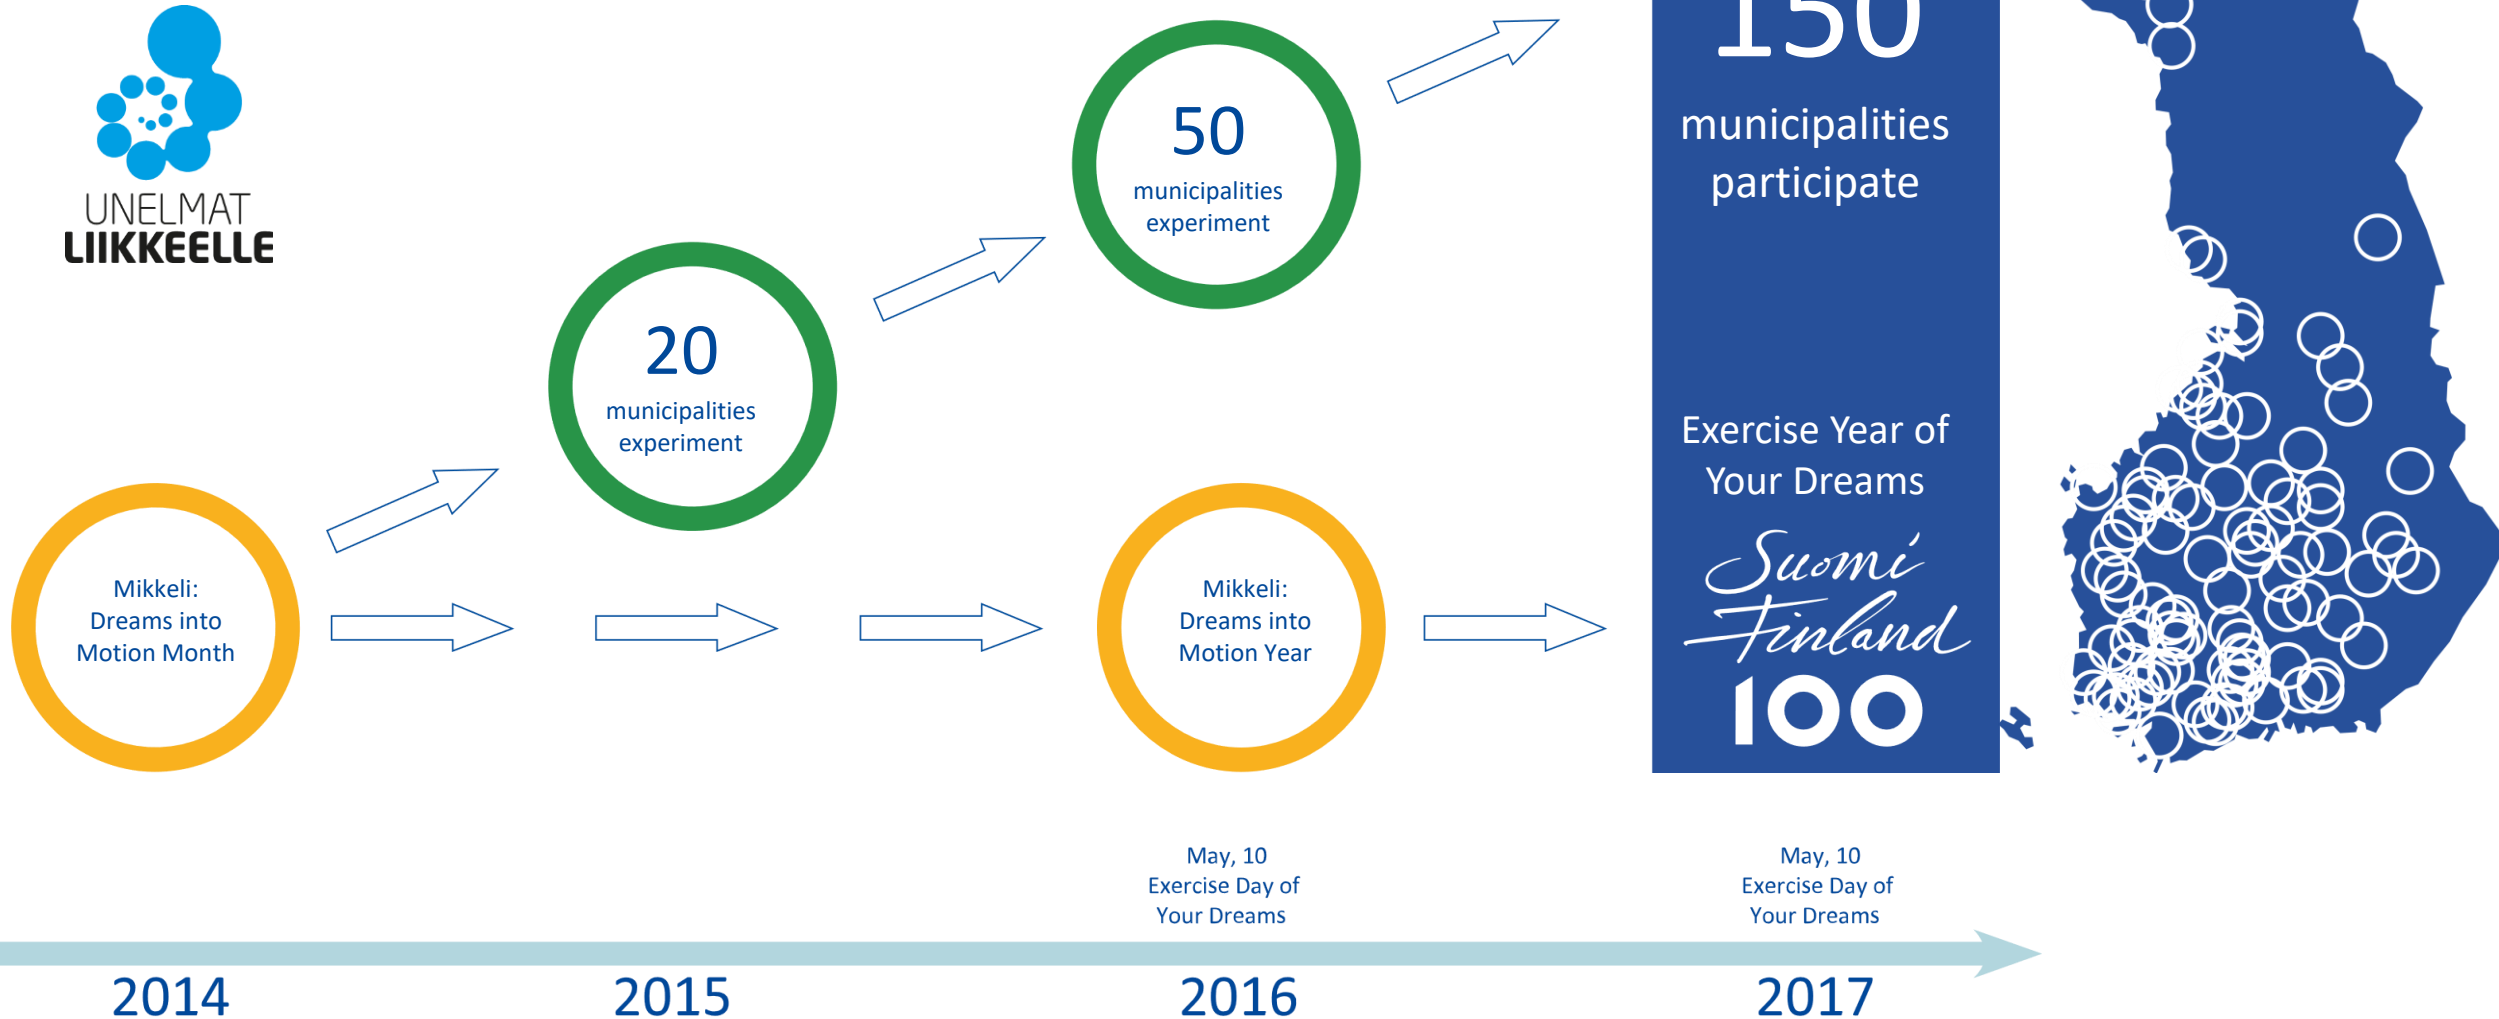 UNELMAT
LIIKKEELLE
Mikkeli:
Dreams into
Motion Month
20
municipalities
experiment
50
municipalities
experiment
Mikkeli:
Dreams into
Motion Year
150
municipalities
participate
Exercise Year of
Your Dreams
Suomi
Finland
100
May, 10
Exercise Day of
Your Dreams
May, 10
Exercise Day of
Your Dreams
2014
2015
2016
2017